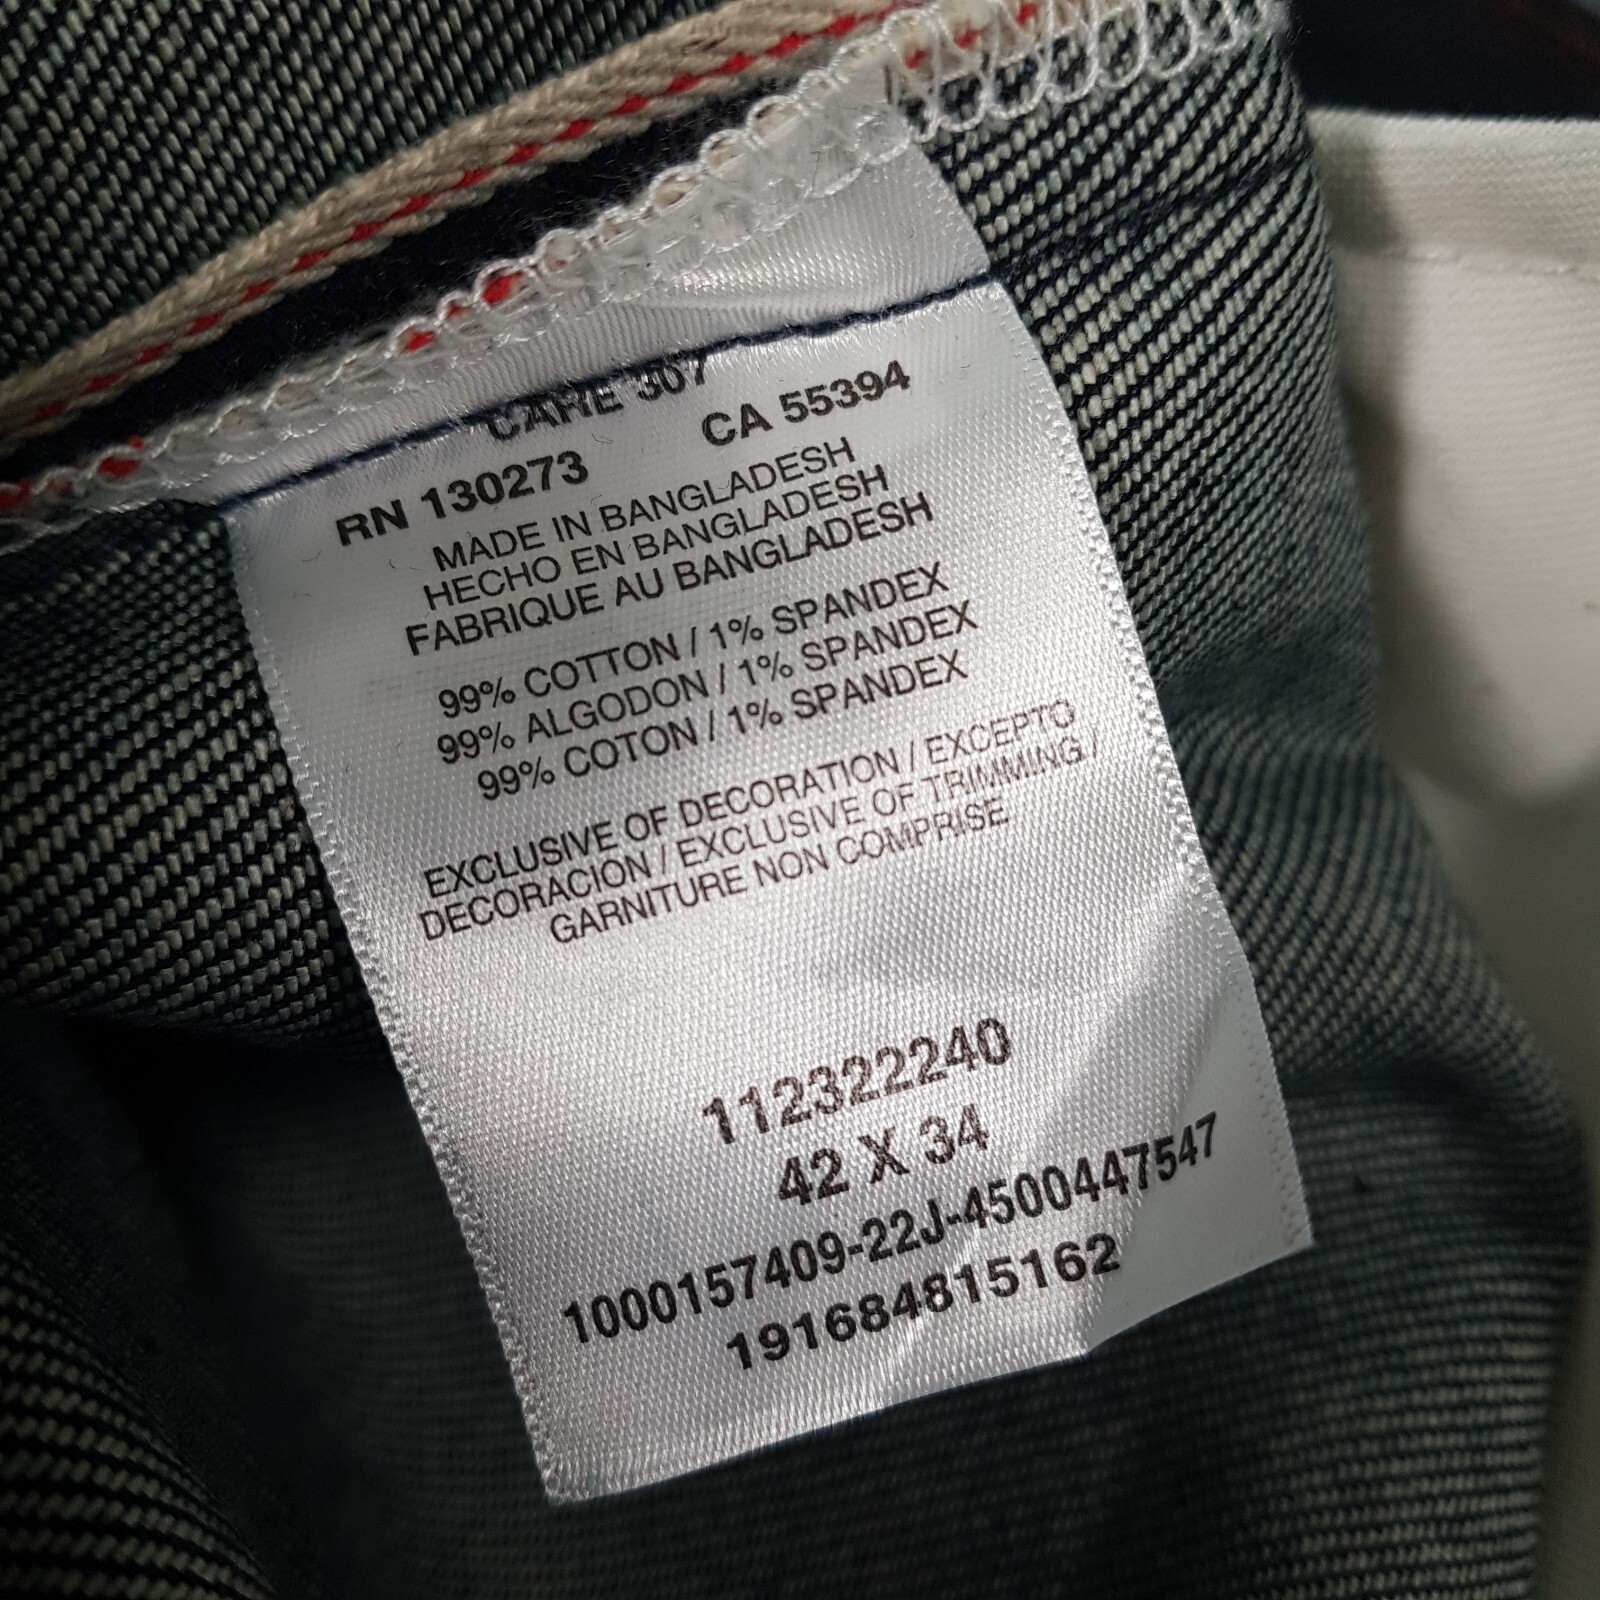 CARE 307
RN 130273 CA 55394
MADE IN BANGLADESH
HECHO EN BANGLADESH
FABRIQUE AU BANGLADESH
99% COTTON / 1% SPANDEX
99% ALGODON / 1% SPANDEX
99% COTON / 1% SPANDEX
EXCLUSIVE OF DECORATION / EXCEPTO
DECORACION / EXCLUSIVE OF TRIMMING /
GARNITURE NON COMPRISE
112322240
42 X 34
1000157409-22J-4500447547
191684815162